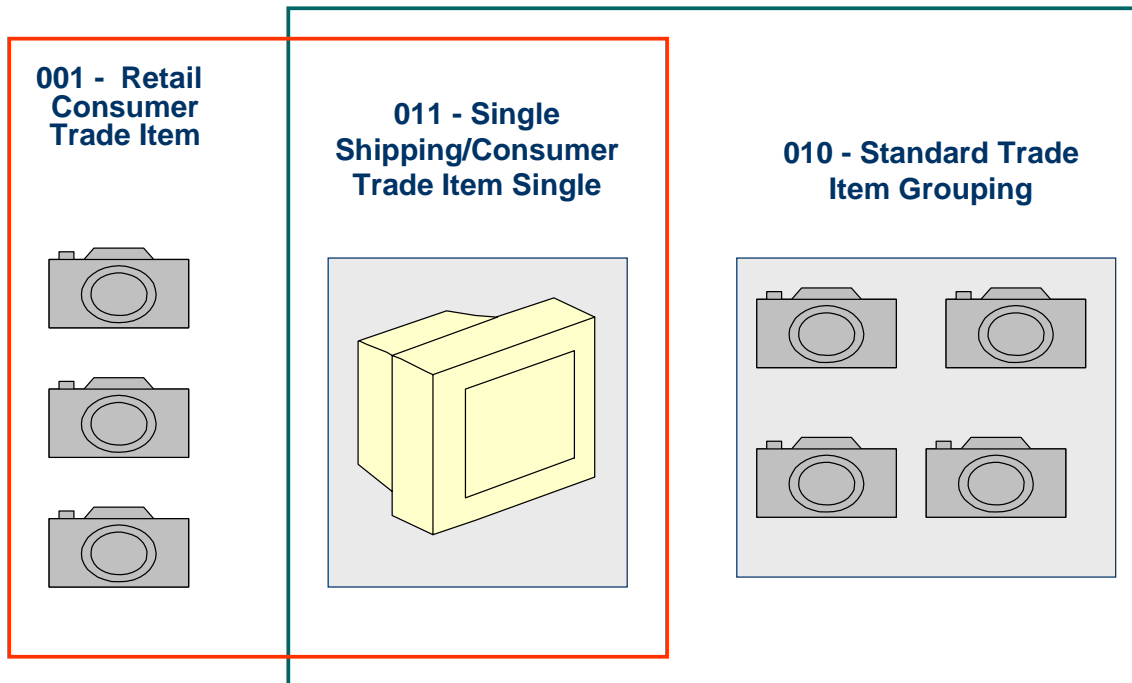 001 - Retail
Consumer
Trade Item
011 - Single
Shipping/Consumer
Trade Item Single
010 - Standard Trade
Item Grouping